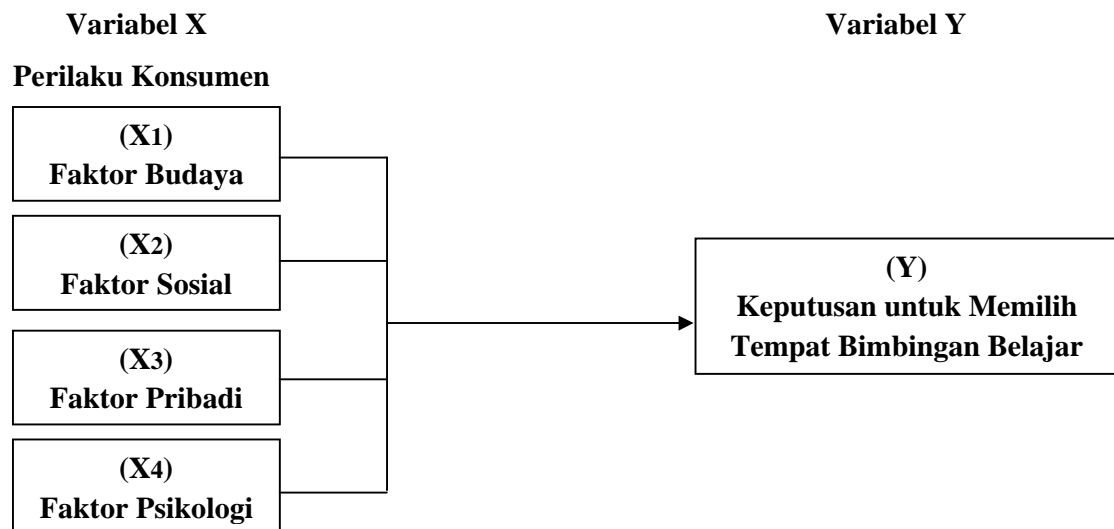 Variabel X
Variabel Y
Perilaku Konsumen
(X1)
Faktor Budaya
(X2)
Faktor Sosial
(X3)
Faktor Pribadi
(X4)
Faktor Psikologi
(Y)
Keputusan untuk Memilih
Tempat Bimbingan Belajar